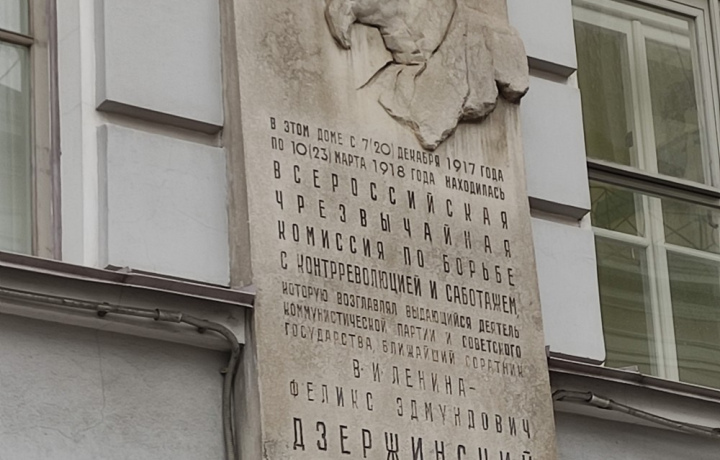 В ЭТОМ ДОМЕ С 7(20) ДЕКАБРЯ 1917 ГОДА
ПО 10(23) МАРТА 1918 ГОДА НАХОДИЛАСЬ
ВСЕРОССИЙСКАЯ
ЧРЕЗВЫЧАЙНАЯ
КОМИССИЯ ПО БОРЬБЕ
С КОНТРРЕВОЛЮЦИЕЙ И САБОТАЖЕМ,
КОТОРУЮ ВОЗГЛАВЛЯЛ ВЫДАЮЩИЙСЯ ДЕЯТЕЛЬ
КОММУНИСТИЧЕСКОЙ ПАРТИИ И СОВЕТСКОГО
ГОСУДАРСТВА, БЛИЖАЙШИЙ СОРАТНИК
В·И ЛЕНИНА–
ФЕЛИКС ЭДМУНДОВИЧ
ДЗЕРЖИНСКИЙ